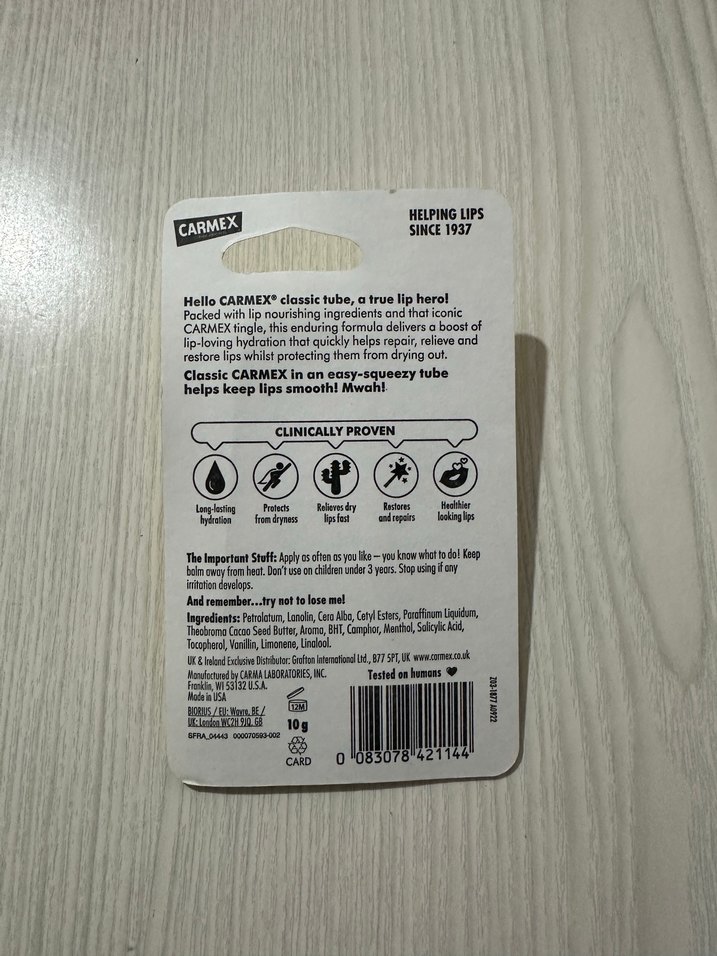 CARMEX
HELPING LIPS
SINCE 1937
Hello CARMEX® classic tube, a true lip hero!
Packed with lip nourishing ingredients and that iconic
CARMEX tingle, this enduring formula delivers a boost of
lip-loving hydration that quickly helps repair, relieve and
restore lips whilst protecting them from drying out.
Classic CARMEX in an easy-squeezy tube
helps keep lips smooth! Mwah!
CLINICALLY PROVEN
Long-lasting
hydration
Protects
from dryness
Relieves dry
lips fast
Restores
and repairs
Healthier
looking lips
The Important Stuff: Apply as often as you like – you know what to do! Keep
balm away from heat. Don't use on children under 3 years. Stop using if any
irritation develops.
And remember...try not to lose me!
Ingredients: Petrolatum, Lanolin, Cera Alba, Cetyl Esters, Paraffinum Liquidum,
Theobroma Cacao Seed Butter, Aroma, BHT, Camphor, Menthol, Salicylic Acid,
Tocopherol, Vanillin, Limonene, Linalool.
UK & Ireland Exclusive Distributor: Grafton International Ltd., B77 5PT, UK www.carmex.co.uk
Manufactured by CARMA LABORATORIES, INC.
Franklin, WI 53132 U.S.A.
Made in USA
BIORIUS / EU: Wavre, BE /
UK: London WC2H 9JQ, GB
SFRA_04443 000070593-002
12M
10 g
CARD
Tested on humans
0 083078 421144
203-1877 A0922